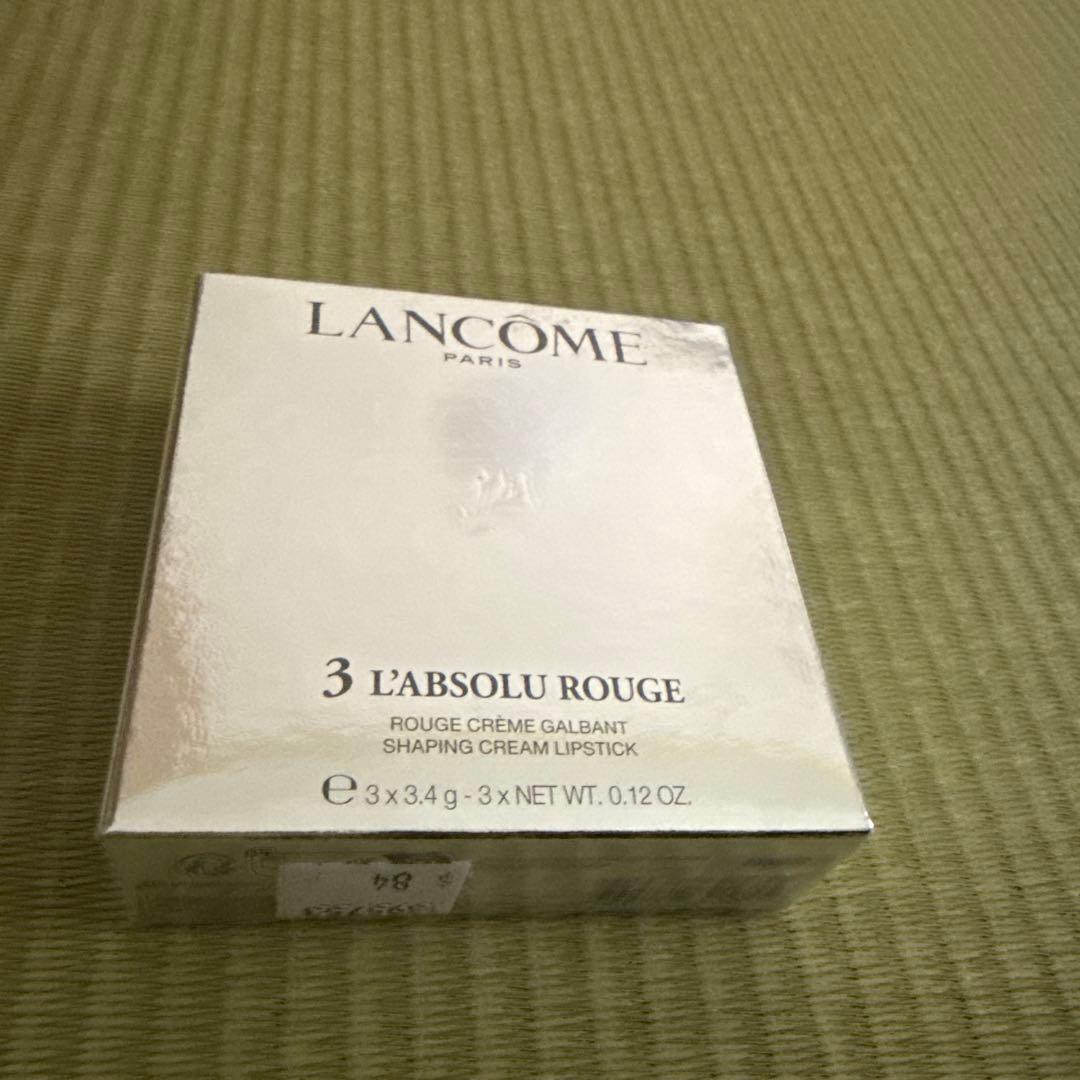 LANCÔME
PARIS
3 L'ABSOLU ROUGE
ROUGE CRÈME GALBANT
SHAPING CREAM LIPSTICK
℮ 3 x 3.4 g - 3 x NET WT. 0.12 OZ.
$ 84